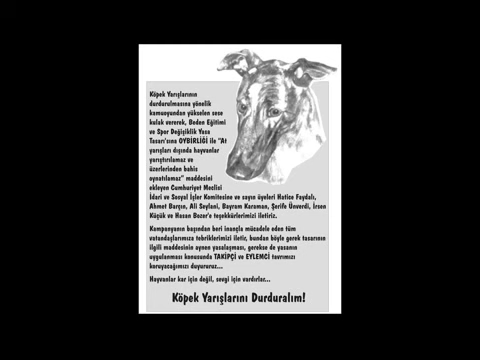 Köpek Yarışlarının
durdurulmasına yönelik
kamuoyundan yükselen sese
kulak vererek, Beden Eğitimi
ve Spor Değişiklik Yasa
Tasarı'sına OYBİRLİĞİ ile "At
yarışları dışında hayvanlar
yarıştırılamaz ve
üzerlerinden bahis
oynatılamaz" maddesini
ekleyen Cumhuriyet Meclisi
İdari ve Sosyal İşler Komitesine ve sayın üyeleri Hatice Faydalı,
Ahmet Barçın, Ali Seylani, Bayram Karaman, Şerife Ünverdi, İrsen
Küçük ve Hasan Bozer'e teşekkürlerimizi iletiriz.
Kampanyanın başından beri inançla mücadele eden tüm
vatandaşlarımıza tebriklerimizi iletir, bundan böyle gerek tasarının
ilgili maddesinin aynen yasalaşması, gerekse de yasanın
uygulanması konusunda TAKİPÇİ ve EYLEMCİ tavrımızı
koruyacağımızı duyururuz...
Hayvanlar kar için değil, sevgi için vardırlar...
Köpek Yarışlarını Durduralım!